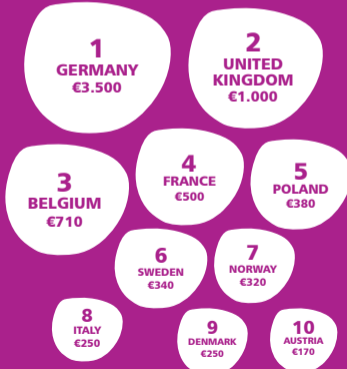 1
GERMANY
€3.500
2
UNITED
KINGDOM
€1.000
3
BELGIUM
€710
4
FRANCE
€500
5
POLAND
€380
6
SWEDEN
€340
7
NORWAY
€320
8
ITALY
€250
9
DENMARK
€250
10
AUSTRIA
€170